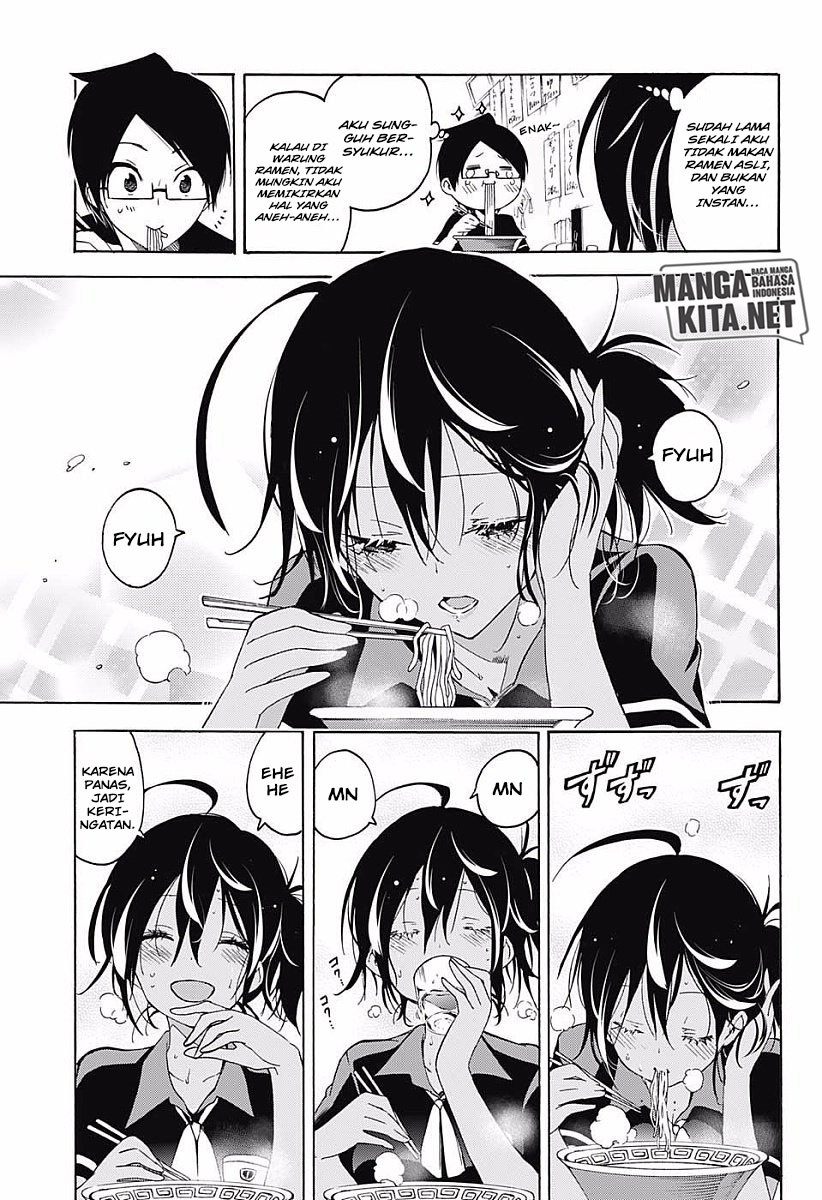 SUDAH LAMA
SEKALI AKU
TIDAK MAKAN
RAMEN ASLI,
DAN BUKAN
YANG
INSTAN...
ENAK~
AKU SUNG-
GUH BER-
SYUKUR...
KALAU DI
WARUNG
RAMEN, TIDAK
MUNGKIN AKU
MEMIKIRKAN
HAL YANG
ANEH-ANEH...
MANGA
KITA.NET
BACA MANGA
BAHASA
INDONESIA
FYUH
FYUH
ずずず
MN
MN
EHE
HE
KARENA
PANAS,
JADI
KERI-
NGATAN.